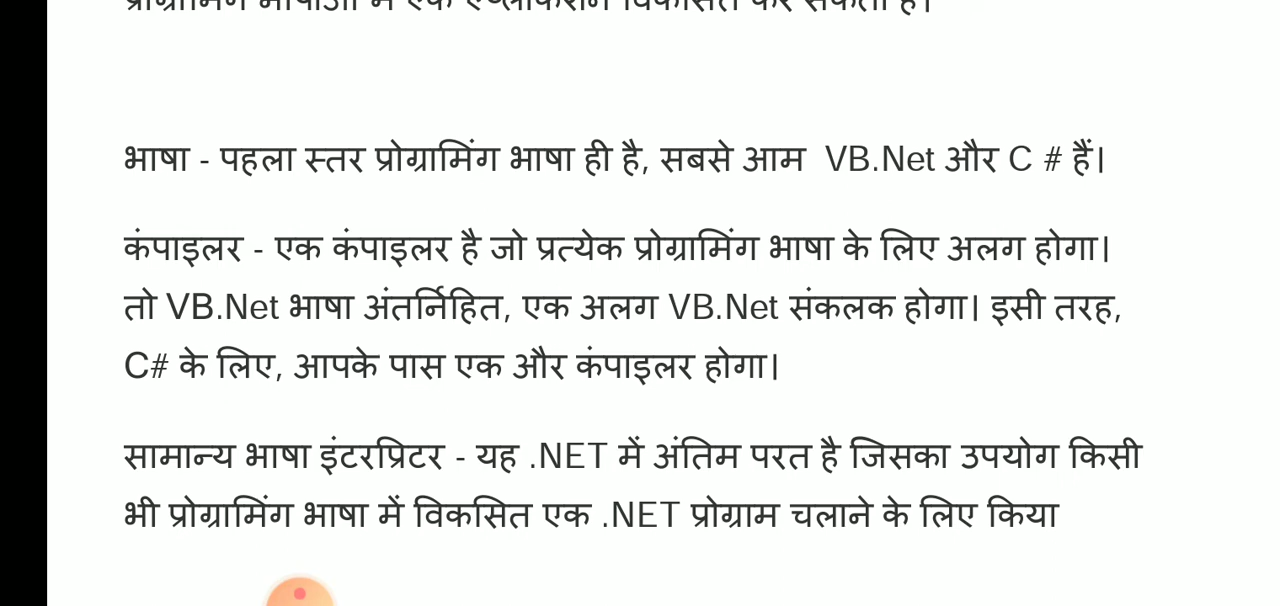 भाषा - पहला स्तर प्रोग्रामिंग भाषा ही है, सबसे आम VB.Net और C # हैं।
कंपाइलर - एक कंपाइलर है जो प्रत्येक प्रोग्रामिंग भाषा के लिए अलग होगा।
तो VB.Net भाषा अंतर्निहित, एक अलग VB.Net संकलक होगा। इसी तरह,
C# के लिए, आपके पास एक और कंपाइलर होगा।
सामान्य भाषा इंटरप्रिटर - यह .NET में अंतिम परत है जिसका उपयोग किसी
भी प्रोग्रामिंग भाषा में विकसित एक .NET प्रोग्राम चलाने के लिए किया